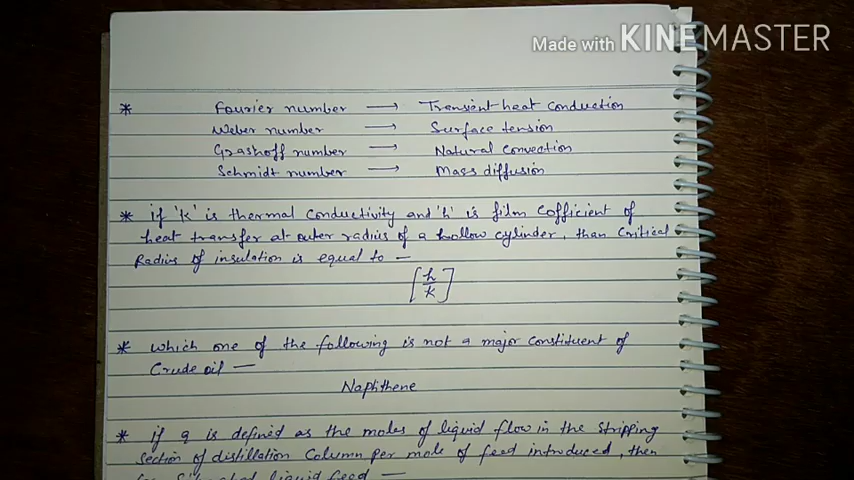 Made with KINEMASTER
* Fourier number → Transient heat conduction
Weber number → Surface tension
Grashoff number → Natural convection
Schmidt number → Mass diffusion
* if 'k' is thermal conductivity and 'h' is film cofficient of
heat transfer at outer radius of a hollow cylinder, than critical
Radius of insulation is equal to —
[h/k]
* which one of the following is not a major constituent of
Crude oil —
Naphthene
* if q is defined as the moles of liquid flow in the stripping
section of distillation Column per mole of feed introduced, then
liquid feed —